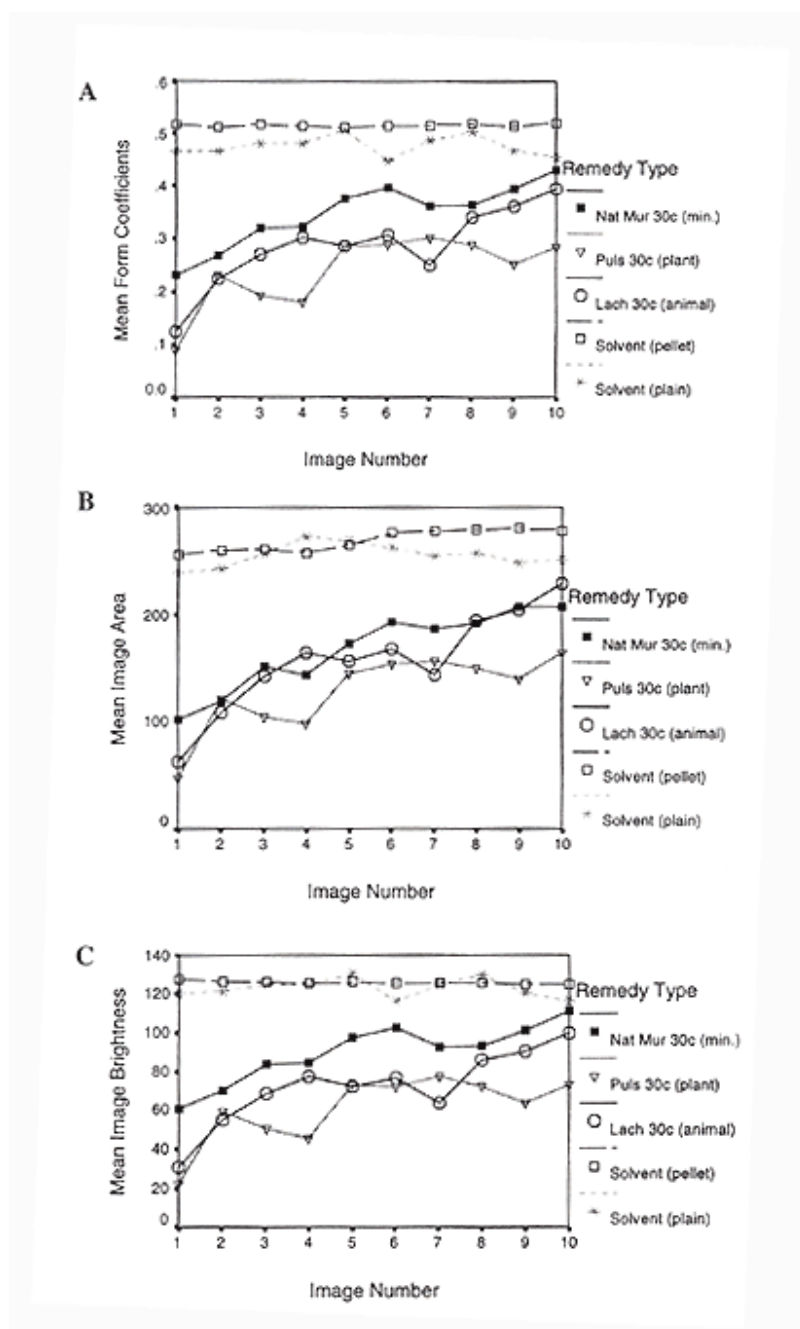 A
.6
.5
.4
.3
.2
.1
0.0
Mean Form Coefficients
1 2 3 4 5 6 7 8 9 10
Image Number
Remedy Type
Nat Mur 30c (min.)
Puls 30c (plant)
Lach 30c (animal)
Solvent (pellet)
Solvent (plain)
B
300
200
100
0
Mean Image Area
1 2 3 4 5 6 7 8 9 10
Image Number
Remedy Type
Nat Mur 30c (min.)
Puls 30c (plant)
Lach 30c (animal)
Solvent (pellet)
Solvent (plain)
C
140
120
100
80
60
40
20
0
Mean Image Brightness
1 2 3 4 5 6 7 8 9 10
Image Number
Remedy Type
Nat Mur 30c (min.)
Puls 30c (plant)
Lach 30c (animal)
Solvent (pellet)
Solvent (plain)